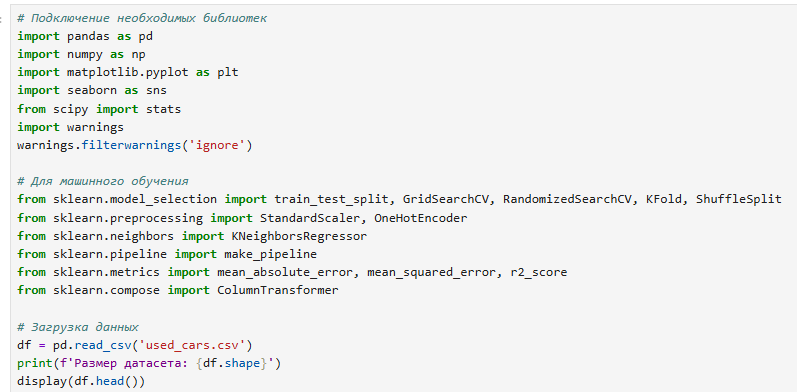 # Подключение необходимых библиотек
import pandas as pd
import numpy as np
import matplotlib.pyplot as plt
import seaborn as sns
from scipy import stats
import warnings
warnings.filterwarnings('ignore')
# Для машинного обучения
from sklearn.model_selection import train_test_split, GridSearchCV, RandomizedSearchCV, KFold, ShuffleSplit
from sklearn.preprocessing import StandardScaler, OneHotEncoder
from sklearn.neighbors import KNeighborsRegressor
from sklearn.pipeline import make_pipeline
from sklearn.metrics import mean_absolute_error, mean_squared_error, r2_score
from sklearn.compose import ColumnTransformer
# Загрузка данных
df = pd.read_csv('used_cars.csv')
print(f'Размер датасета: {df.shape}')
display(df.head())